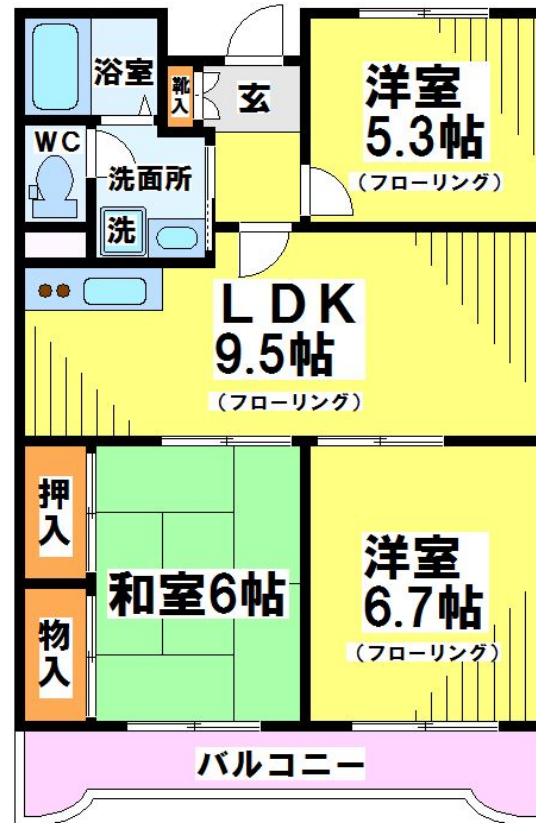 浴室
靴入
玄
洋室
5.3帖
(フローリング)
WC
洗面所
洗
LDK
9.5帖
(フローリング)
押入
和室6帖
洋室
6.7帖
(フローリング)
物入
バルコニー